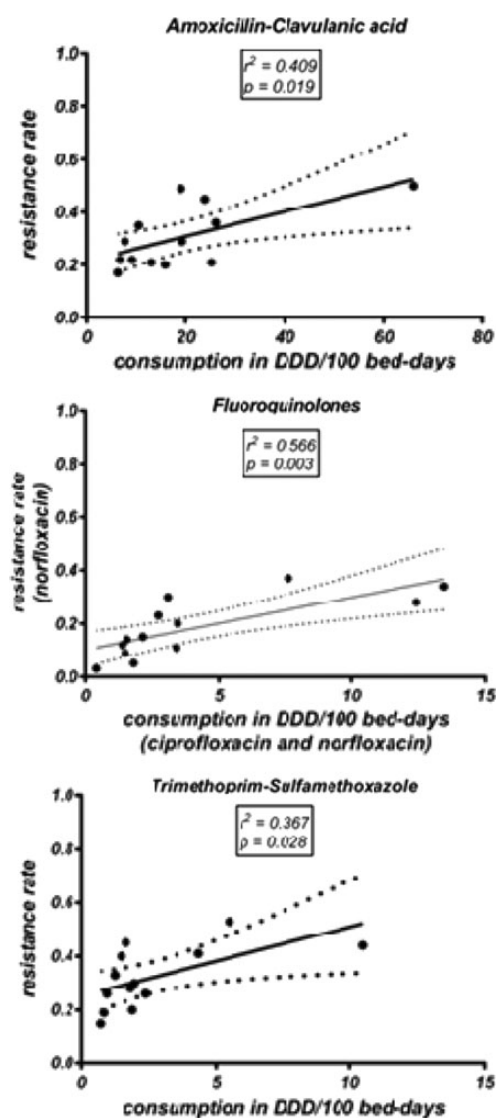 Amoxicillin-Clavulanic acid
r² = 0.409
p = 0.019
1.0
0.8
0.6
0.4
0.2
0.0
resistance rate
0 20 40 60 80
consumption in DDD/100 bed-days
Fluoroquinolones
r² = 0.566
p = 0.003
1.0
0.8
0.6
0.4
0.2
0.0
resistance rate
(norfloxacin)
0 5 10 15
consumption in DDD/100 bed-days
(ciprofloxacin and norfloxacin)
Trimethoprim-Sulfamethoxazole
r² = 0.367
p = 0.028
1.0
0.8
0.6
0.4
0.2
0.0
resistance rate
0 5 10 15
consumption in DDD/100 bed-days